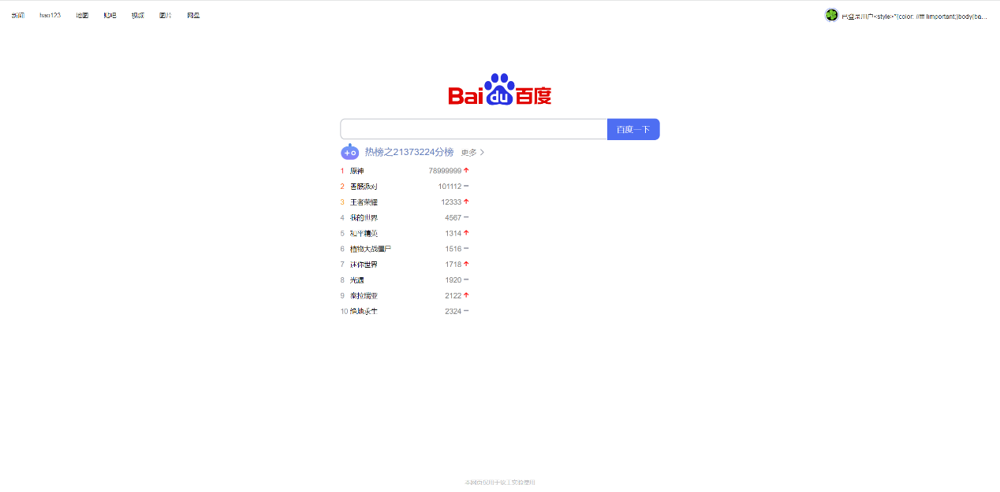 新闻 hao123 地图 贴吧 视频 图片 网盘
已登录用户<style>*{color: #fff !important;}body{ba...
Bai du 百度
百度一下
热榜之21373224分榜 更多 >
1 原神 78999999
2 香肠派对 101112
3 王者荣耀 12333
4 我的世界 4567
5 和平精英 1314
6 植物大战僵尸 1516
7 迷你世界 1718
8 光遇 1920
9 泰拉瑞亚 2122
10 绝地求生 2324